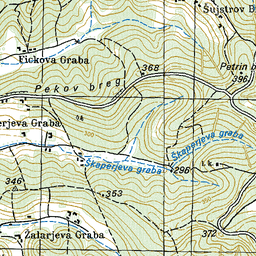 Šujstrov B
Fickova Graba
368
Petrin b
396
Pekov breg
erjeva Graba
Škaperjeva graba
Škaperjeva graba
296
346
353
372
Zalarjeva Graba